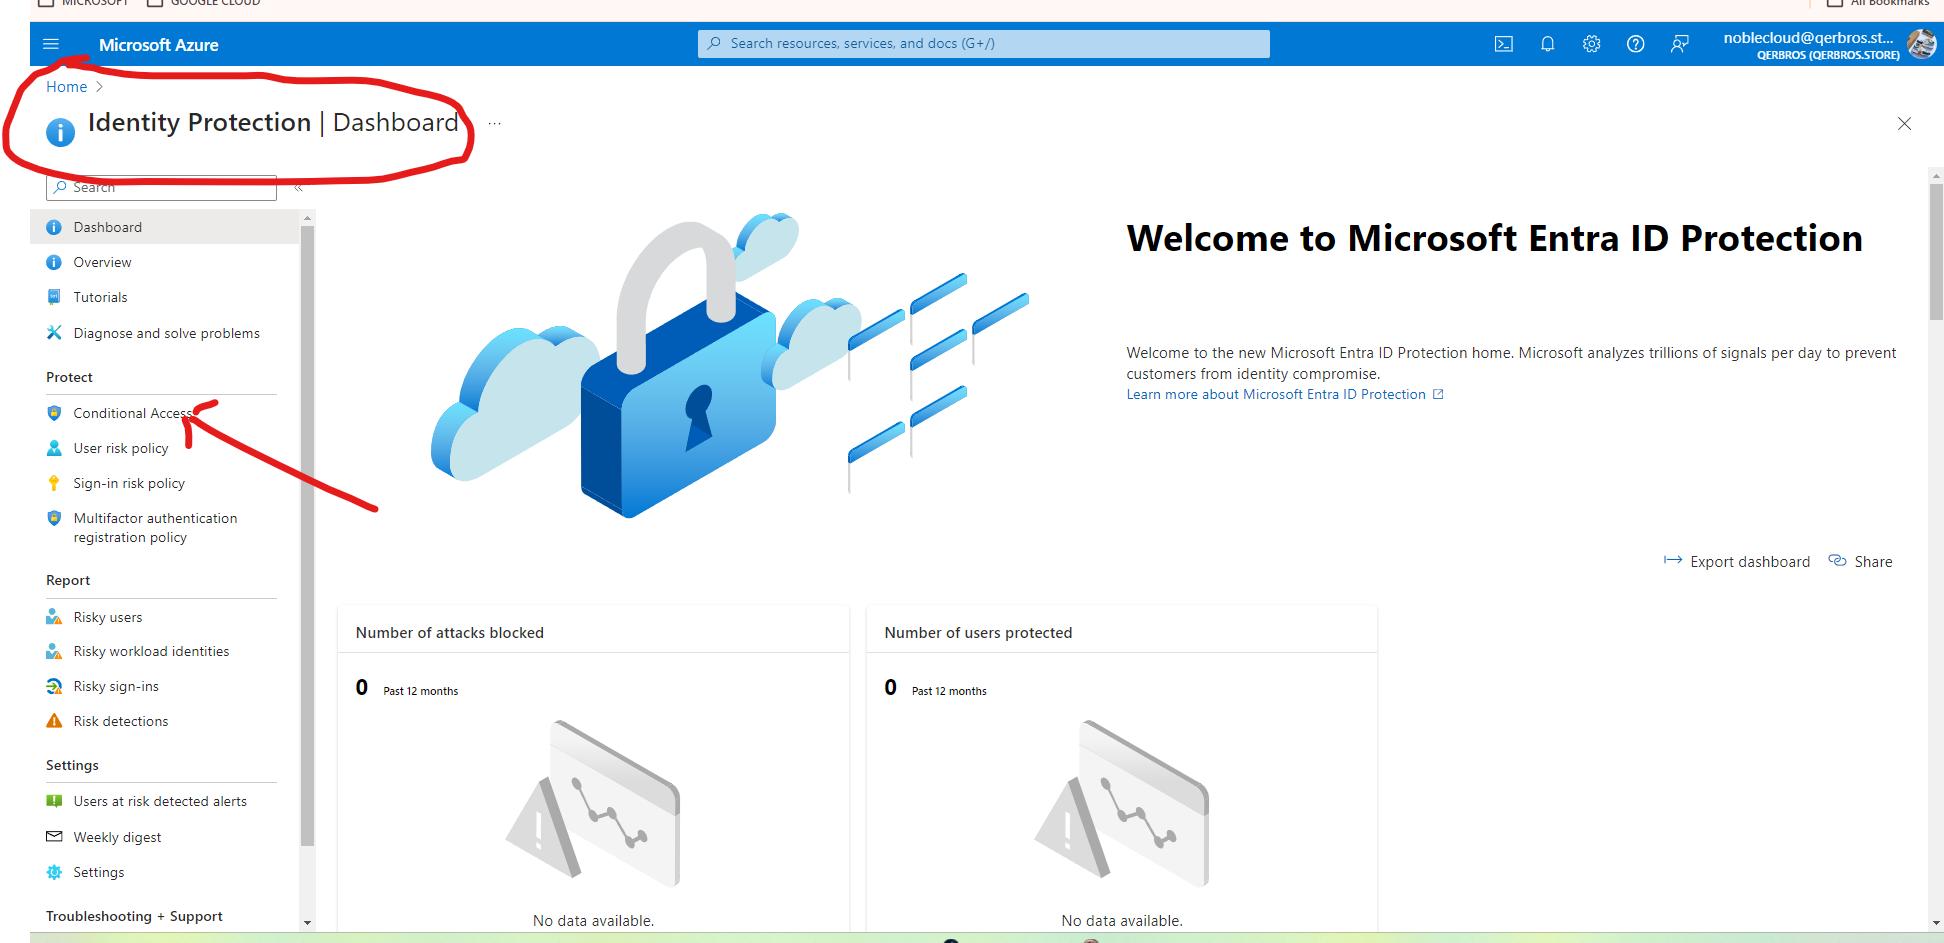 MICROSOFT
GOOGLE CLOUD
All Bookmarks
Microsoft Azure
Search resources, services, and docs (G+/)
noblecloud@qerbros.st...
QERBROS (QERBROS.STORE)
Home
Identity Protection | Dashboard ...
Search
Dashboard
Overview
Tutorials
Diagnose and solve problems
Protect
Conditional Access
User risk policy
Sign-in risk policy
Multifactor authentication
registration policy
Report
Risky users
Risky workload identities
Risky sign-ins
Risk detections
Settings
Users at risk detected alerts
Weekly digest
Settings
Troubleshooting + Support
Welcome to Microsoft Entra ID Protection
Welcome to the new Microsoft Entra ID Protection home. Microsoft analyzes trillions of signals per day to prevent
customers from identity compromise.
Learn more about Microsoft Entra ID Protection
Export dashboard
Share
Number of attacks blocked
0 Past 12 months
No data available.
Number of users protected
0 Past 12 months
No data available.